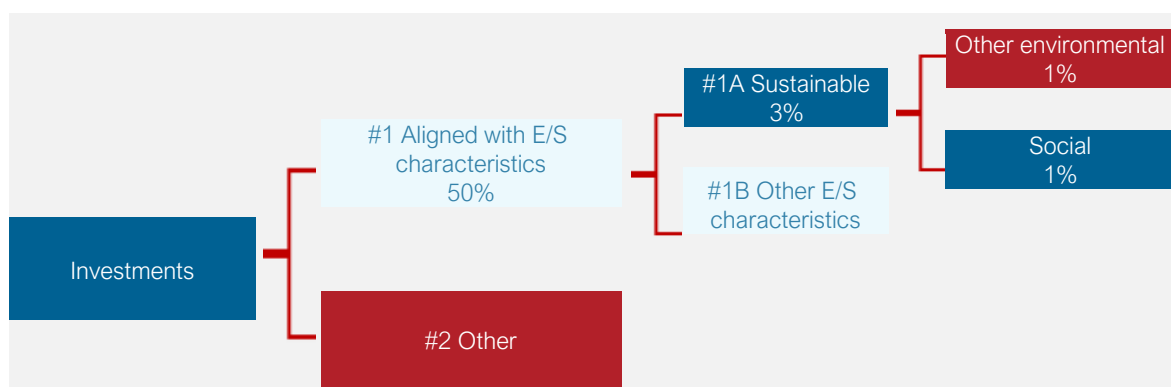 Investments
#1 Aligned with E/S
characteristics
50%
#2 Other
#1A Sustainable
3%
#1B Other E/S
characteristics
Other environmental
1%
Social
1%